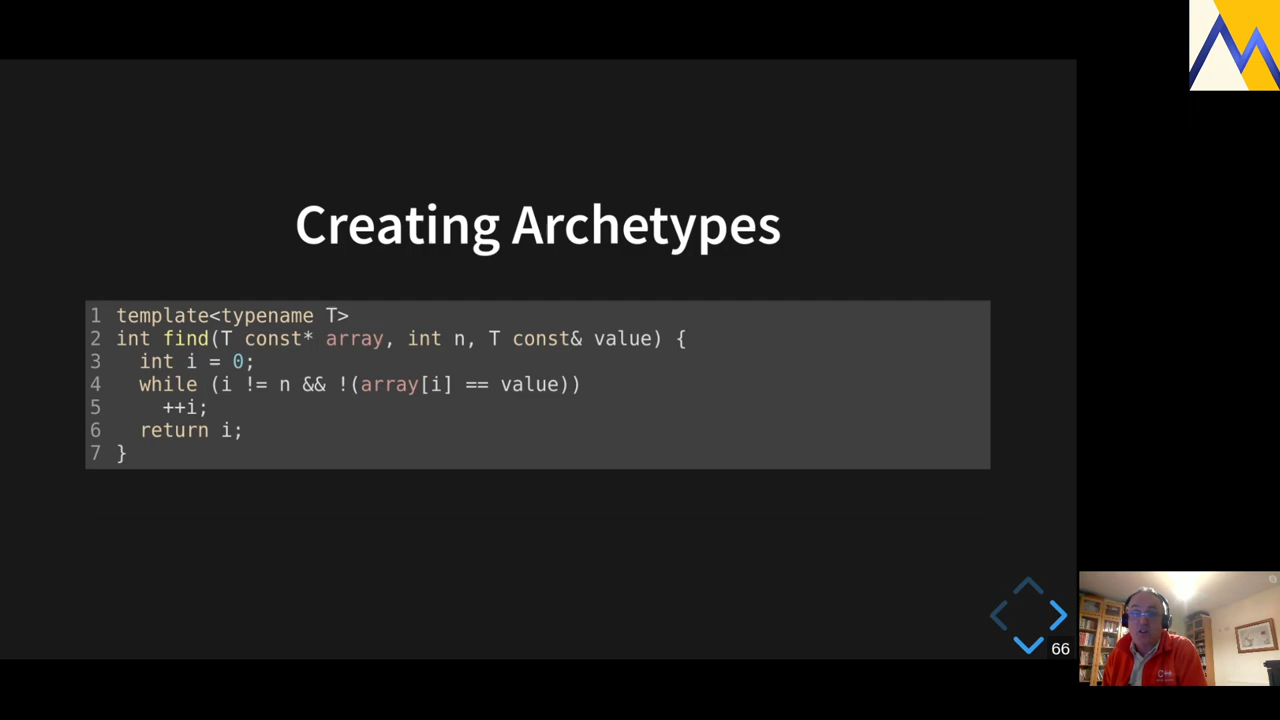 Creating Archetypes
1 template<typename T>
2 int find(T const* array, int n, T const& value) {
3   int i = 0;
4   while (i != n && !(array[i] == value))
5     ++i;
6   return i;
7 }
66
C++